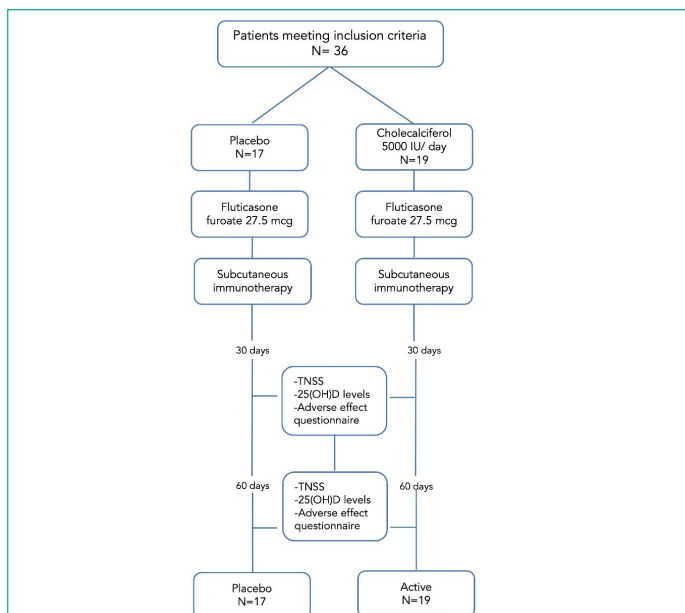 Patients meeting inclusion criteria
N= 36
Placebo
N=17
Cholecalciferol
5000 IU/ day
N=19
Fluticasone
furoate 27.5 mcg
Fluticasone
furoate 27.5 mcg
Subcutaneous
immunotherapy
Subcutaneous
immunotherapy
30 days
30 days
-TNSS
-25(OH)D levels
-Adverse effect
questionnaire
60 days
60 days
-TNSS
-25(OH)D levels
-Adverse effect
questionnaire
Placebo
N=17
Active
N=19